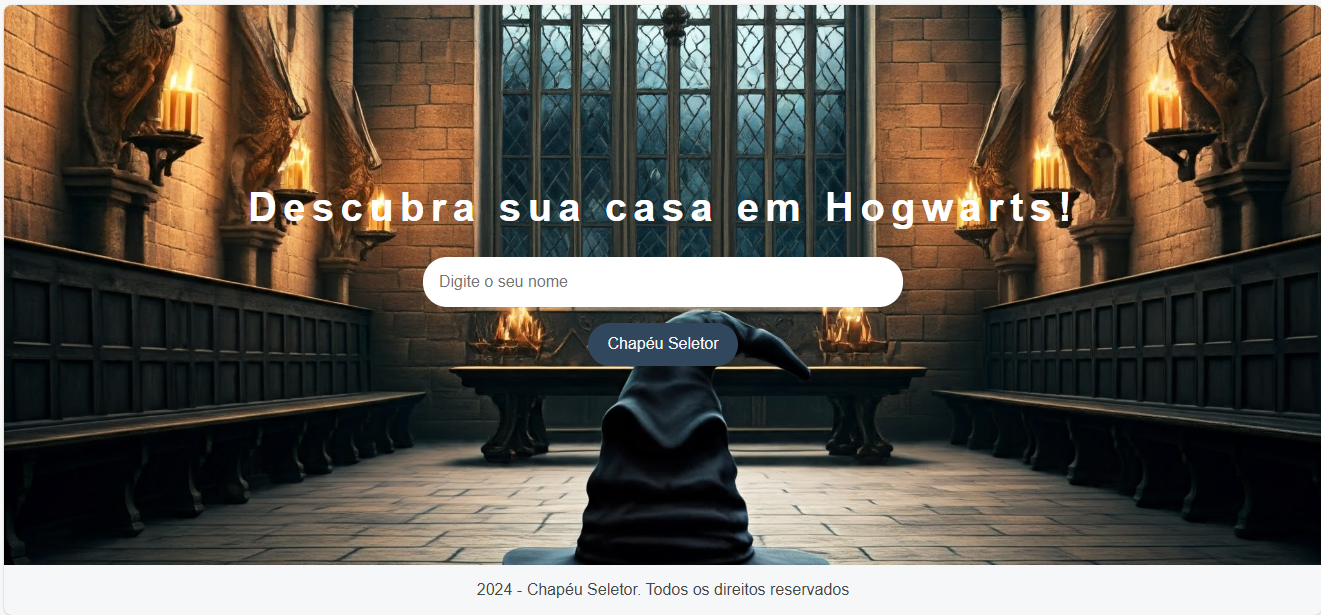 Descubra sua casa em Hogwarts!
Digite o seu nome
Chapéu Seletor
2024 - Chapéu Seletor. Todos os direitos reservados